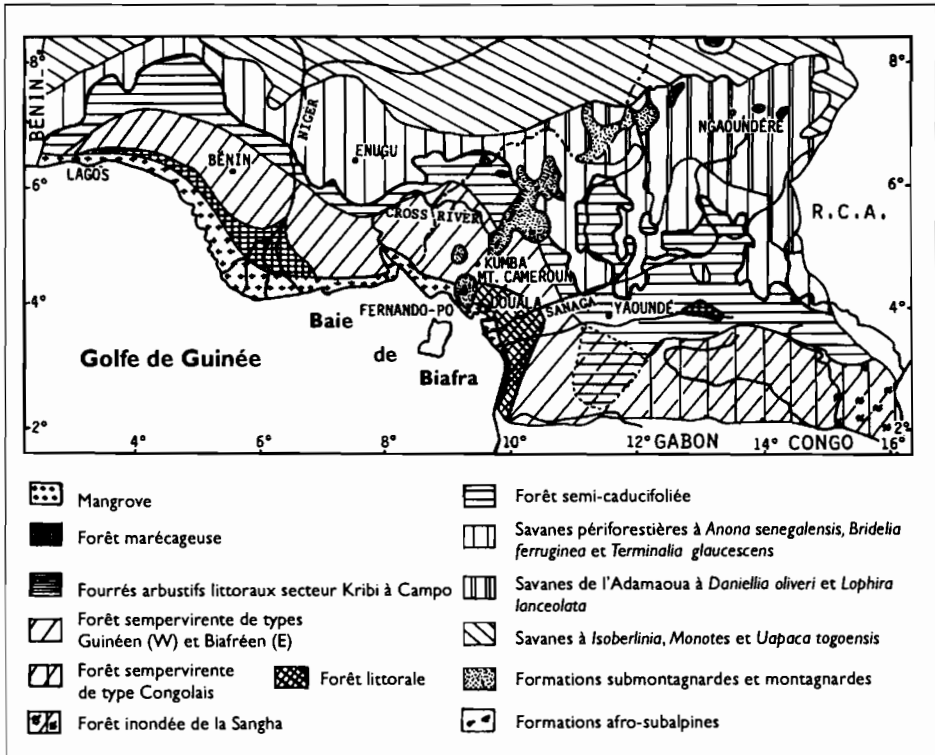 8°
8°
BÉNIN
NIGER
NGAOUNDÉRÉ
ENUGU
BÉNIN
LAGOS
6°
6°
R.C.A.
CROSS RIVER
KUMBA
MT. CAMEROUN
DOUALA
SANAGA
YAOUNDÉ
4°
4°
FERNANDO-PO
Baie
de
Biafra
Golfe de Guinée
2°
2°
4°
6°
8°
10°
GABON
12°
14°
CONGO
16°
Mangrove
Forêt marécageuse
Fourrés arbustifs littoraux secteur Kribi à Campo
Forêt sempervirente de types
Guinéen (W) et Biafréen (E)
Forêt sempervirente
de type Congolais
Forêt littorale
Forêt inondée de la Sangha
Forêt semi-caducifoliée
Savanes périforestières à Anona senegalensis, Bridelia
ferruginea et Terminalia glaucescens
Savanes de l'Adamaoua à Daniellia oliveri et Lophira
lanceolata
Savanes à Isoberlinia, Monotes et Uapaca togoensis
Formations submontagnardes et montagnardes
Formations afro-subalpines